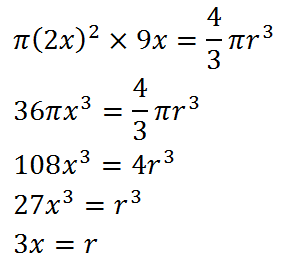 π(2x)² × 9x = 4/3 πr³
36πx³ = 4/3 πr³
108x³ = 4r³
27x³ = r³
3x = r